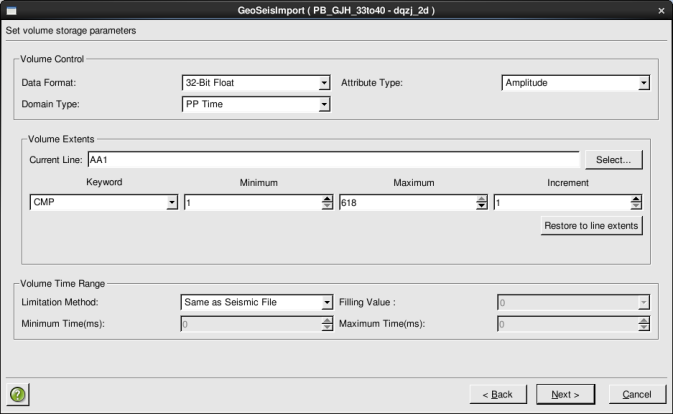 GeoSeisImport ( PB_GJH_33to40 - dqzj_2d )
Set volume storage parameters
Volume Control
Data Format: 32-Bit Float Attribute Type: Amplitude
Domain Type: PP Time
Volume Extents
Current Line: AA1 Select...
Keyword Minimum Maximum Increment
CMP 1 618 1
Restore to line extents
Volume Time Range
Limitation Method: Same as Seismic File Filling Value : 0
Minimum Time(ms): 0 Maximum Time(ms): 0
< Back Next > Cancel